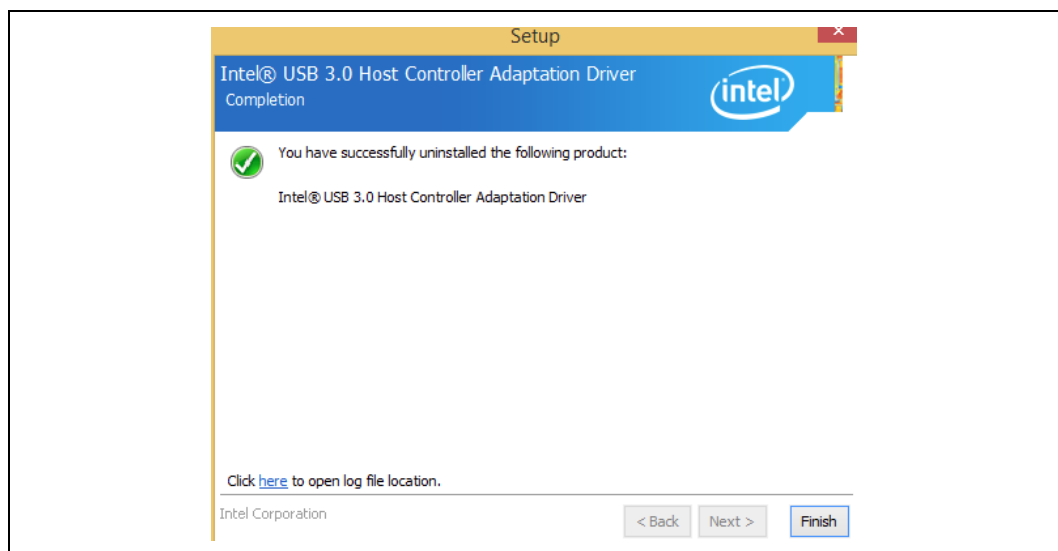 Setup
Intel® USB 3.0 Host Controller Adaptation Driver
Completion
intel
You have successfully uninstalled the following product:
Intel® USB 3.0 Host Controller Adaptation Driver
Click here to open log file location.
Intel Corporation
< Back Next > Finish